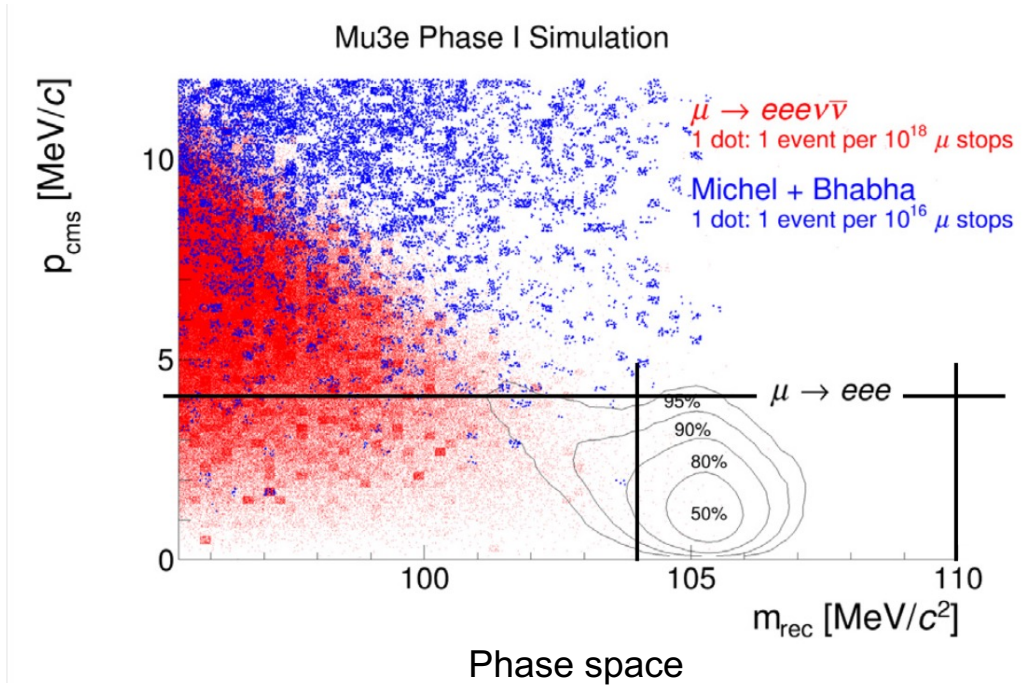 Mu3e Phase I Simulation
p_cms [MeV/c]
10
5
0
μ → eeeνν̅
1 dot: 1 event per 10¹⁸ μ stops
Michel + Bhabha
1 dot: 1 event per 10¹⁶ μ stops
μ → eee
95%
90%
80%
50%
100
105
110
m_rec [MeV/c²]
Phase space